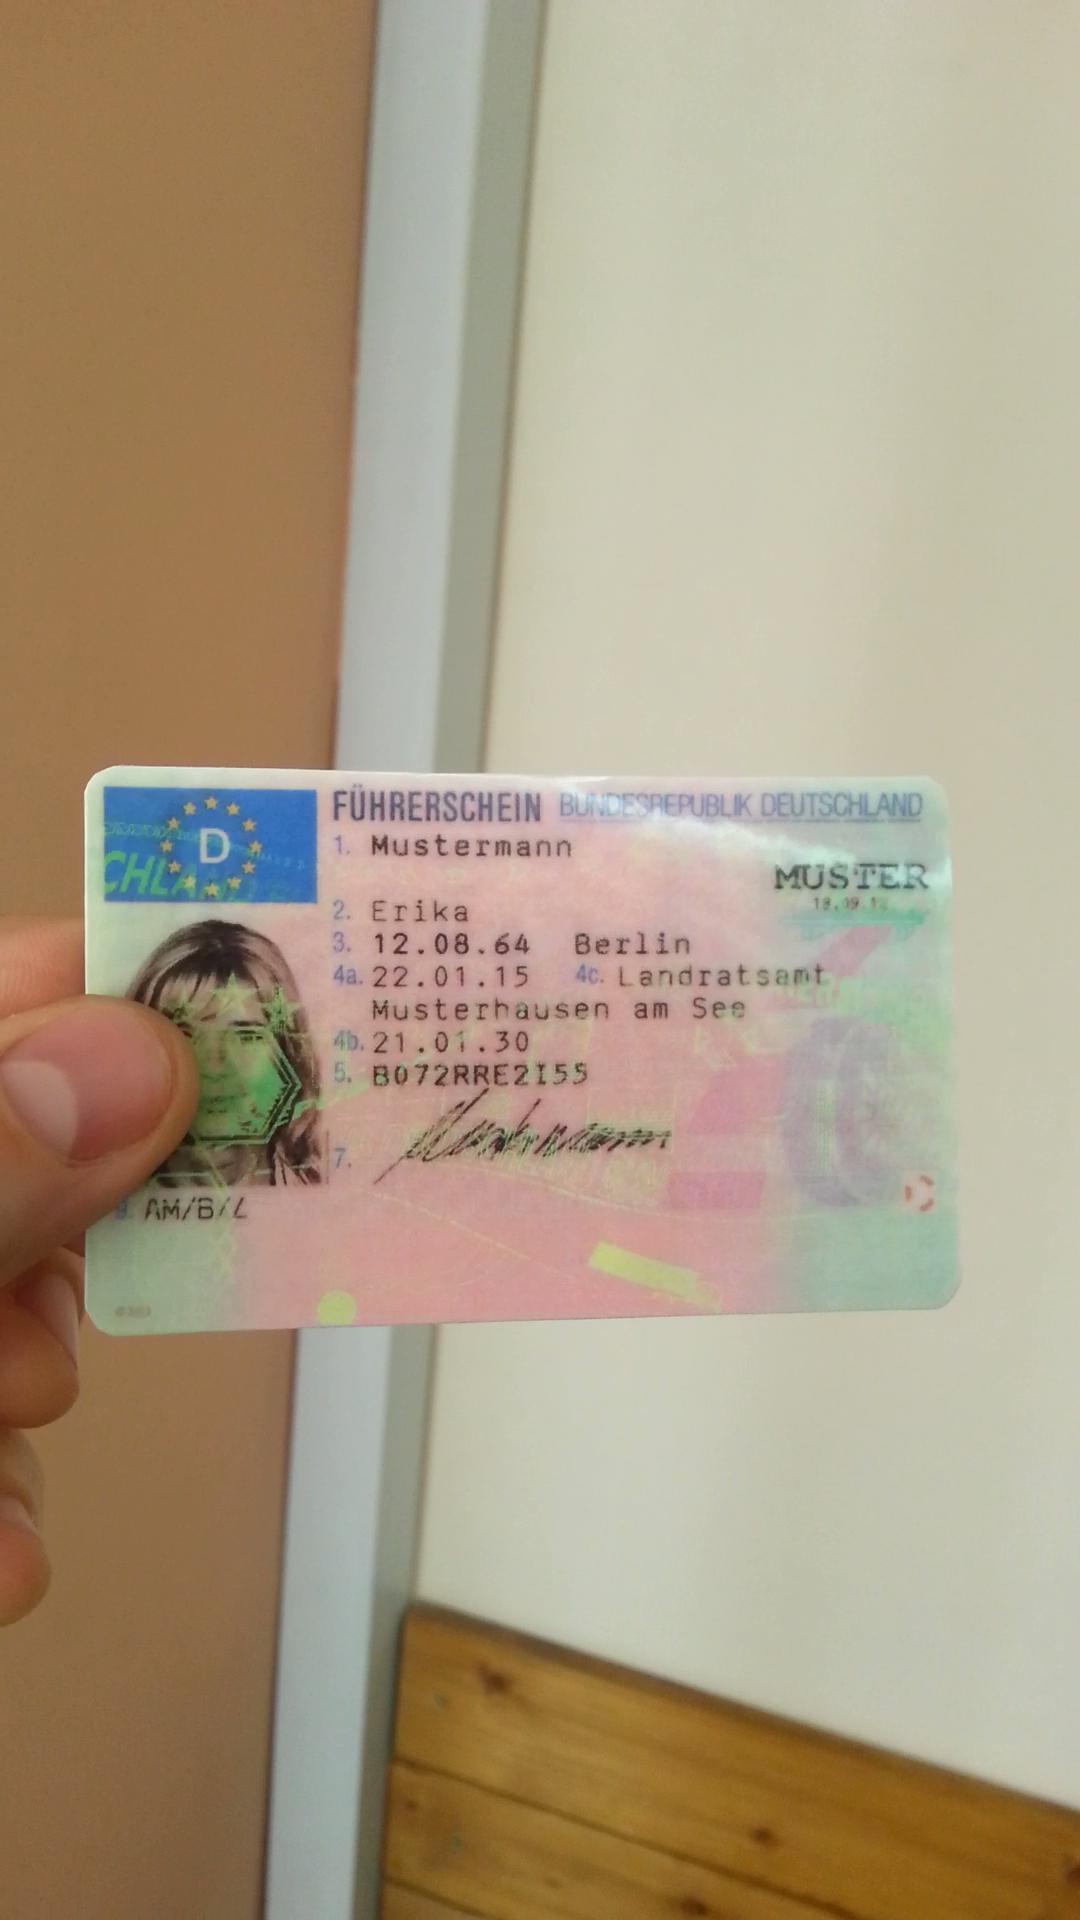 FÜHRERSCHEIN BUNDESREPUBLIK DEUTSCHLAND
D
CHLAND
1. Mustermann
MUSTER
2. Erika
3. 12.08.64 Berlin
4a. 22.01.15 4c. Landratsamt
Musterhausen am See
4b. 21.01.30
5. B072RRE2I55
7. Mustermann
9. AM/B/L